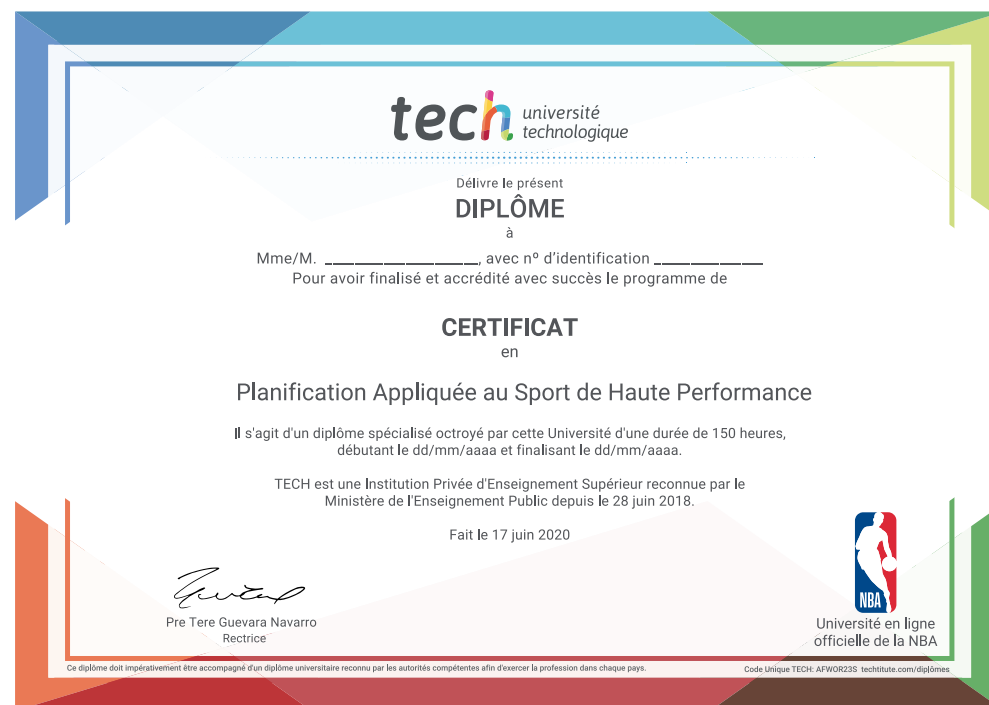 tech université
technologique
Délivre le présent
DIPLÔME
à
Mme/M. _______________, avec nº d'identification ___________
Pour avoir finalisé et accrédité avec succès le programme de
CERTIFICAT
en
Planification Appliquée au Sport de Haute Performance
Il s'agit d'un diplôme spécialisé octroyé par cette Université d'une durée de 150 heures,
débutant le dd/mm/aaaa et finalisant le dd/mm/aaaa.
TECH est une Institution Privée d'Enseignement Supérieur reconnue par le
Ministère de l'Enseignement Public depuis le 28 juin 2018.
Fait le 17 juin 2020
Pre Tere Guevara Navarro
Rectrice
NBA
Université en ligne
officielle de la NBA
Ce diplôme doit impérativement être accompagné d'un diplôme universitaire reconnu par les autorités compétentes afin d'exercer la profession dans chaque pays.
Code Unique TECH: AFWOR23S techtitute.com/diplômes